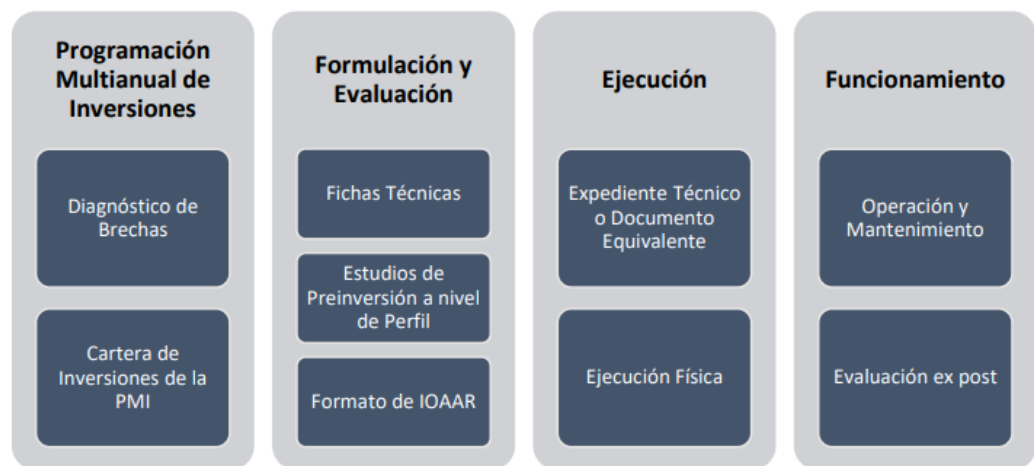 Programación
Multianual de
Inversiones
Diagnóstico de
Brechas
Cartera de
Inversiones de la
PMI
Formulación y
Evaluación
Fichas Técnicas
Estudios de
Preinversión a nivel
de Perfil
Formato de IOAAR
Ejecución
Expediente Técnico
o Documento
Equivalente
Ejecución Física
Funcionamiento
Operación y
Mantenimiento
Evaluación ex post